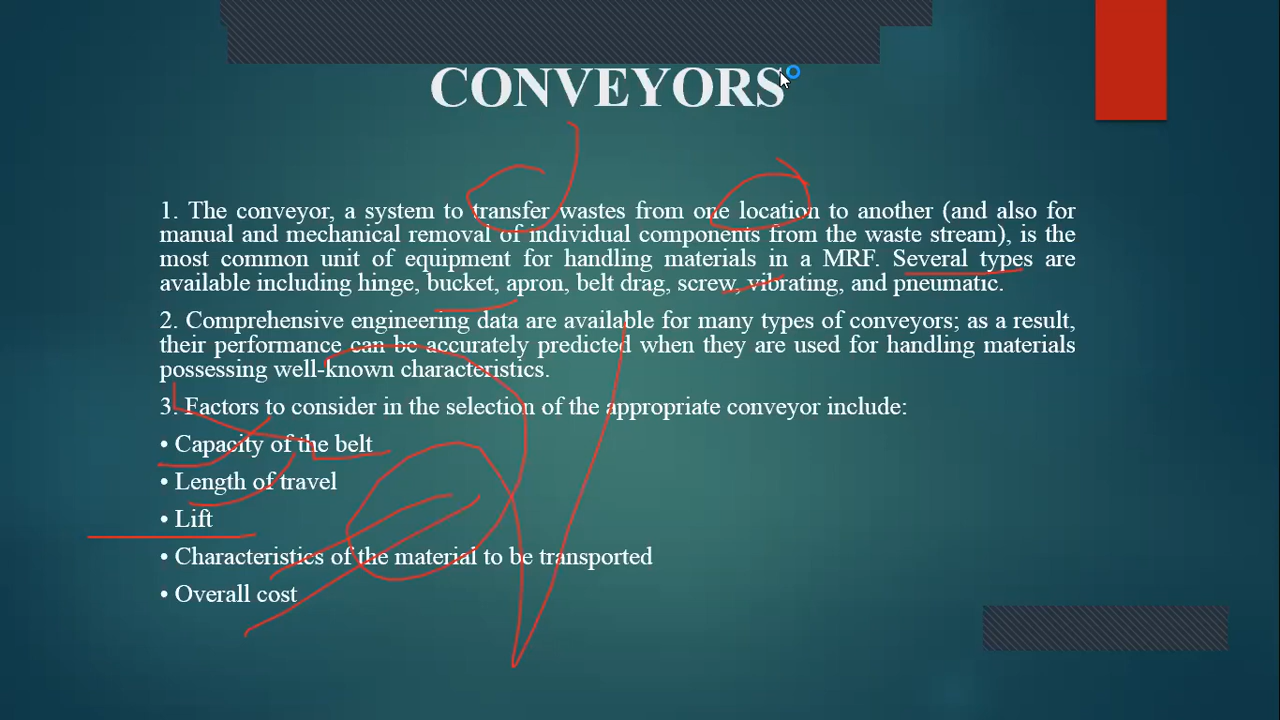 CONVEYORS
1. The conveyor, a system to transfer wastes from one location to another (and also for
manual and mechanical removal of individual components from the waste stream), is the
most common unit of equipment for handling materials in a MRF. Several types are
available including hinge, bucket, apron, belt drag, screw, vibrating, and pneumatic.
2. Comprehensive engineering data are available for many types of conveyors; as a result,
their performance can be accurately predicted when they are used for handling materials
possessing well-known characteristics.
3. Factors to consider in the selection of the appropriate conveyor include:
• Capacity of the belt
• Length of travel
• Lift
• Characteristics of the material to be transported
• Overall cost